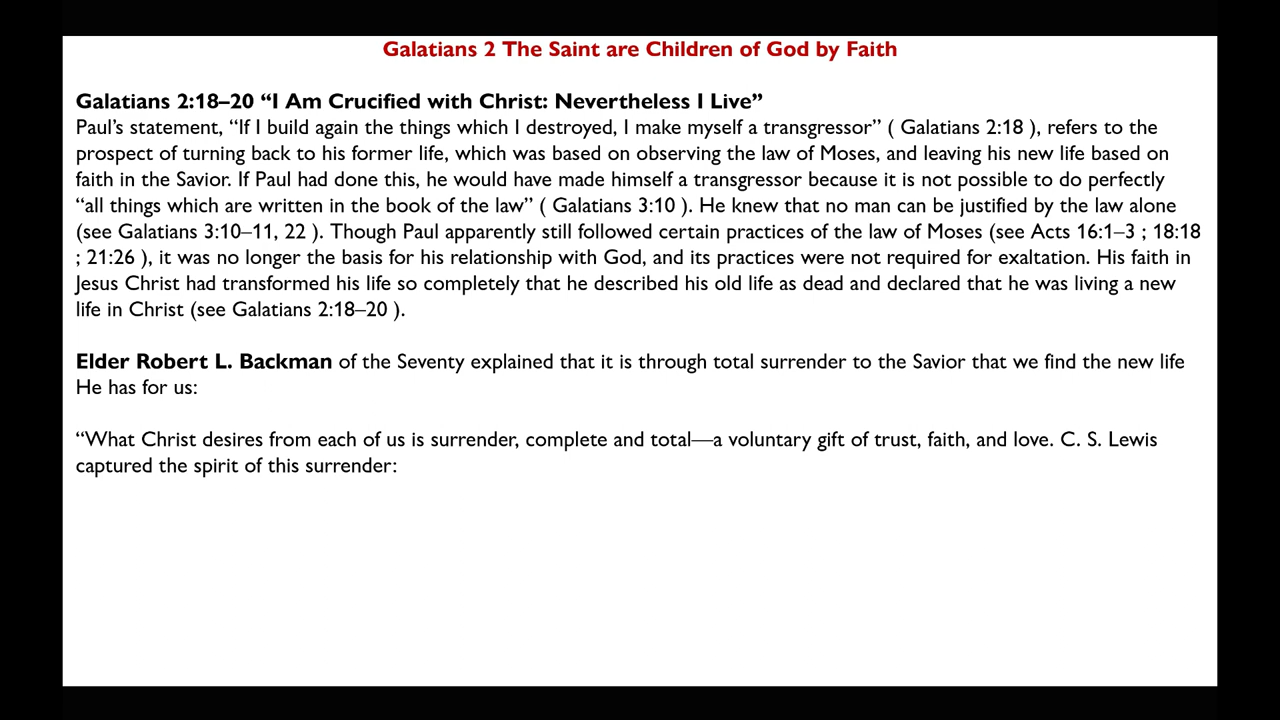 Galatians 2 The Saint are Children of God by Faith
Galatians 2:18–20 “I Am Crucified with Christ: Nevertheless I Live”
Paul’s statement, “If I build again the things which I destroyed, I make myself a transgressor” ( Galatians 2:18 ), refers to the
prospect of turning back to his former life, which was based on observing the law of Moses, and leaving his new life based on
faith in the Savior. If Paul had done this, he would have made himself a transgressor because it is not possible to do perfectly
“all things which are written in the book of the law” ( Galatians 3:10 ). He knew that no man can be justified by the law alone
(see Galatians 3:10–11, 22 ). Though Paul apparently still followed certain practices of the law of Moses (see Acts 16:1–3 ; 18:18
; 21:26 ), it was no longer the basis for his relationship with God, and its practices were not required for exaltation. His faith in
Jesus Christ had transformed his life so completely that he described his old life as dead and declared that he was living a new
life in Christ (see Galatians 2:18–20 ).
Elder Robert L. Backman of the Seventy explained that it is through total surrender to the Savior that we find the new life
He has for us:
“What Christ desires from each of us is surrender, complete and total—a voluntary gift of trust, faith, and love. C. S. Lewis
captured the spirit of this surrender: